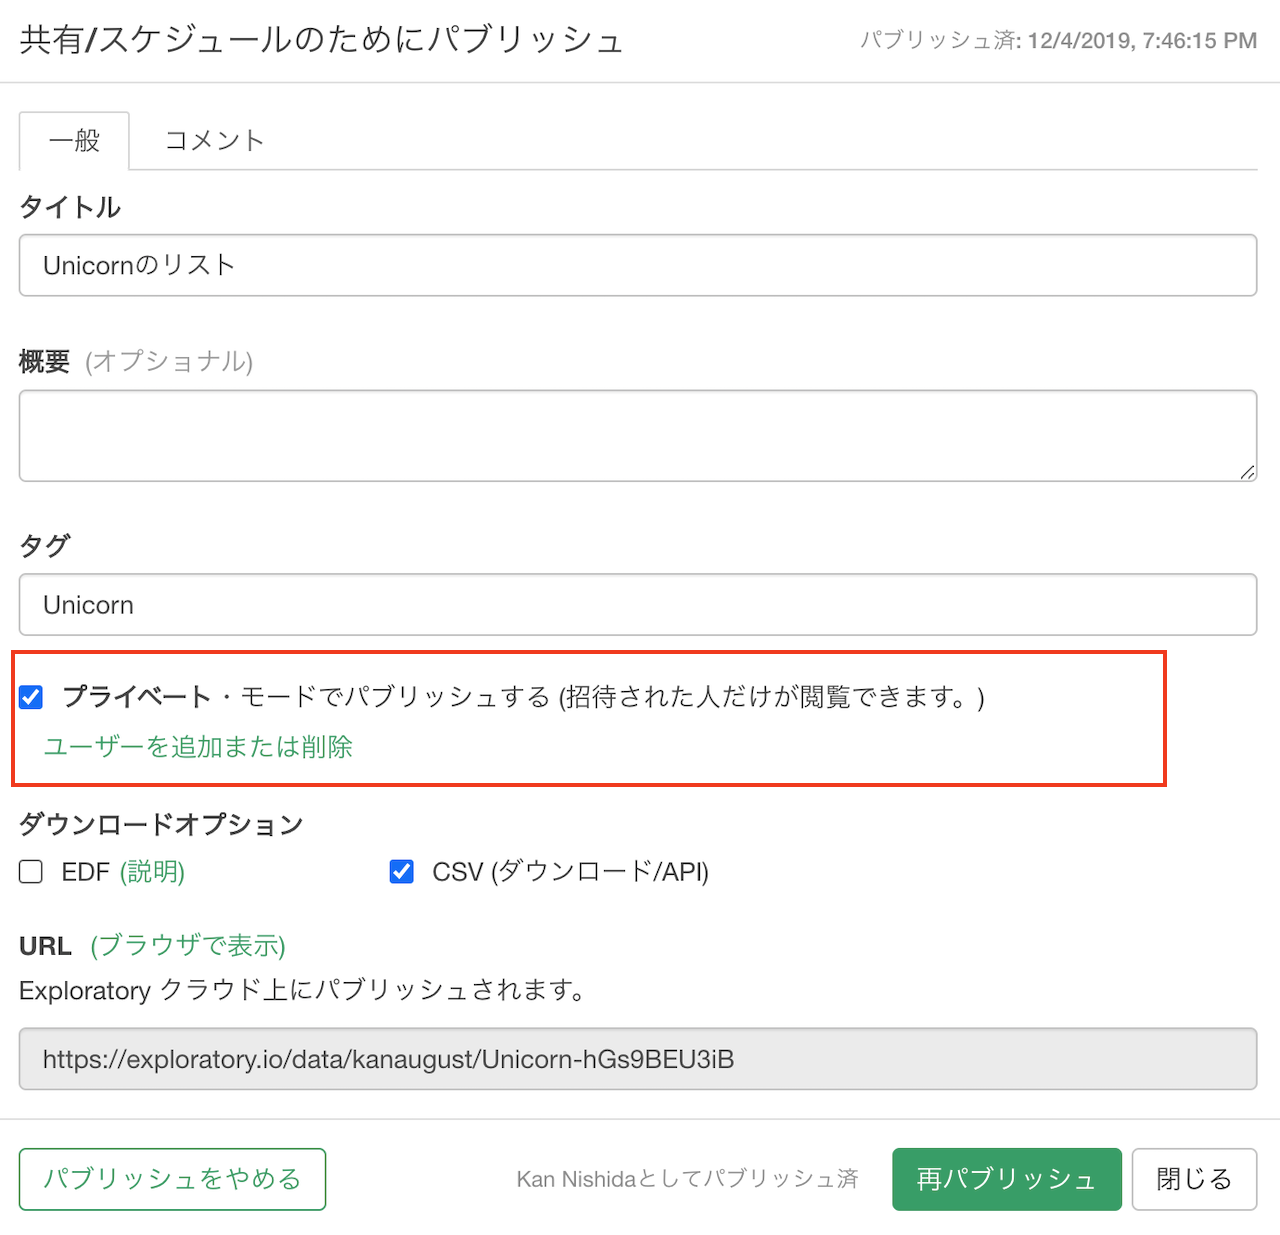 共有/スケジュールのためにパブリッシュ
パブリッシュ済: 12/4/2019, 7:46:15 PM
一般 コメント
タイトル
Unicornのリスト
概要 (オプショナル)
タグ
Unicorn
プライベート・モードでパブリッシュする (招待された人だけが閲覧できます。)
ユーザーを追加または削除
ダウンロードオプション
EDF (説明) CSV (ダウンロード/API)
URL (ブラウザで表示)
Exploratory クラウド上にパブリッシュされます。
https://exploratory.io/data/kanaugust/Unicorn-hGs9BEU3iB
パブリッシュをやめる Kan Nishidaとしてパブリッシュ済 再パブリッシュ 閉じる